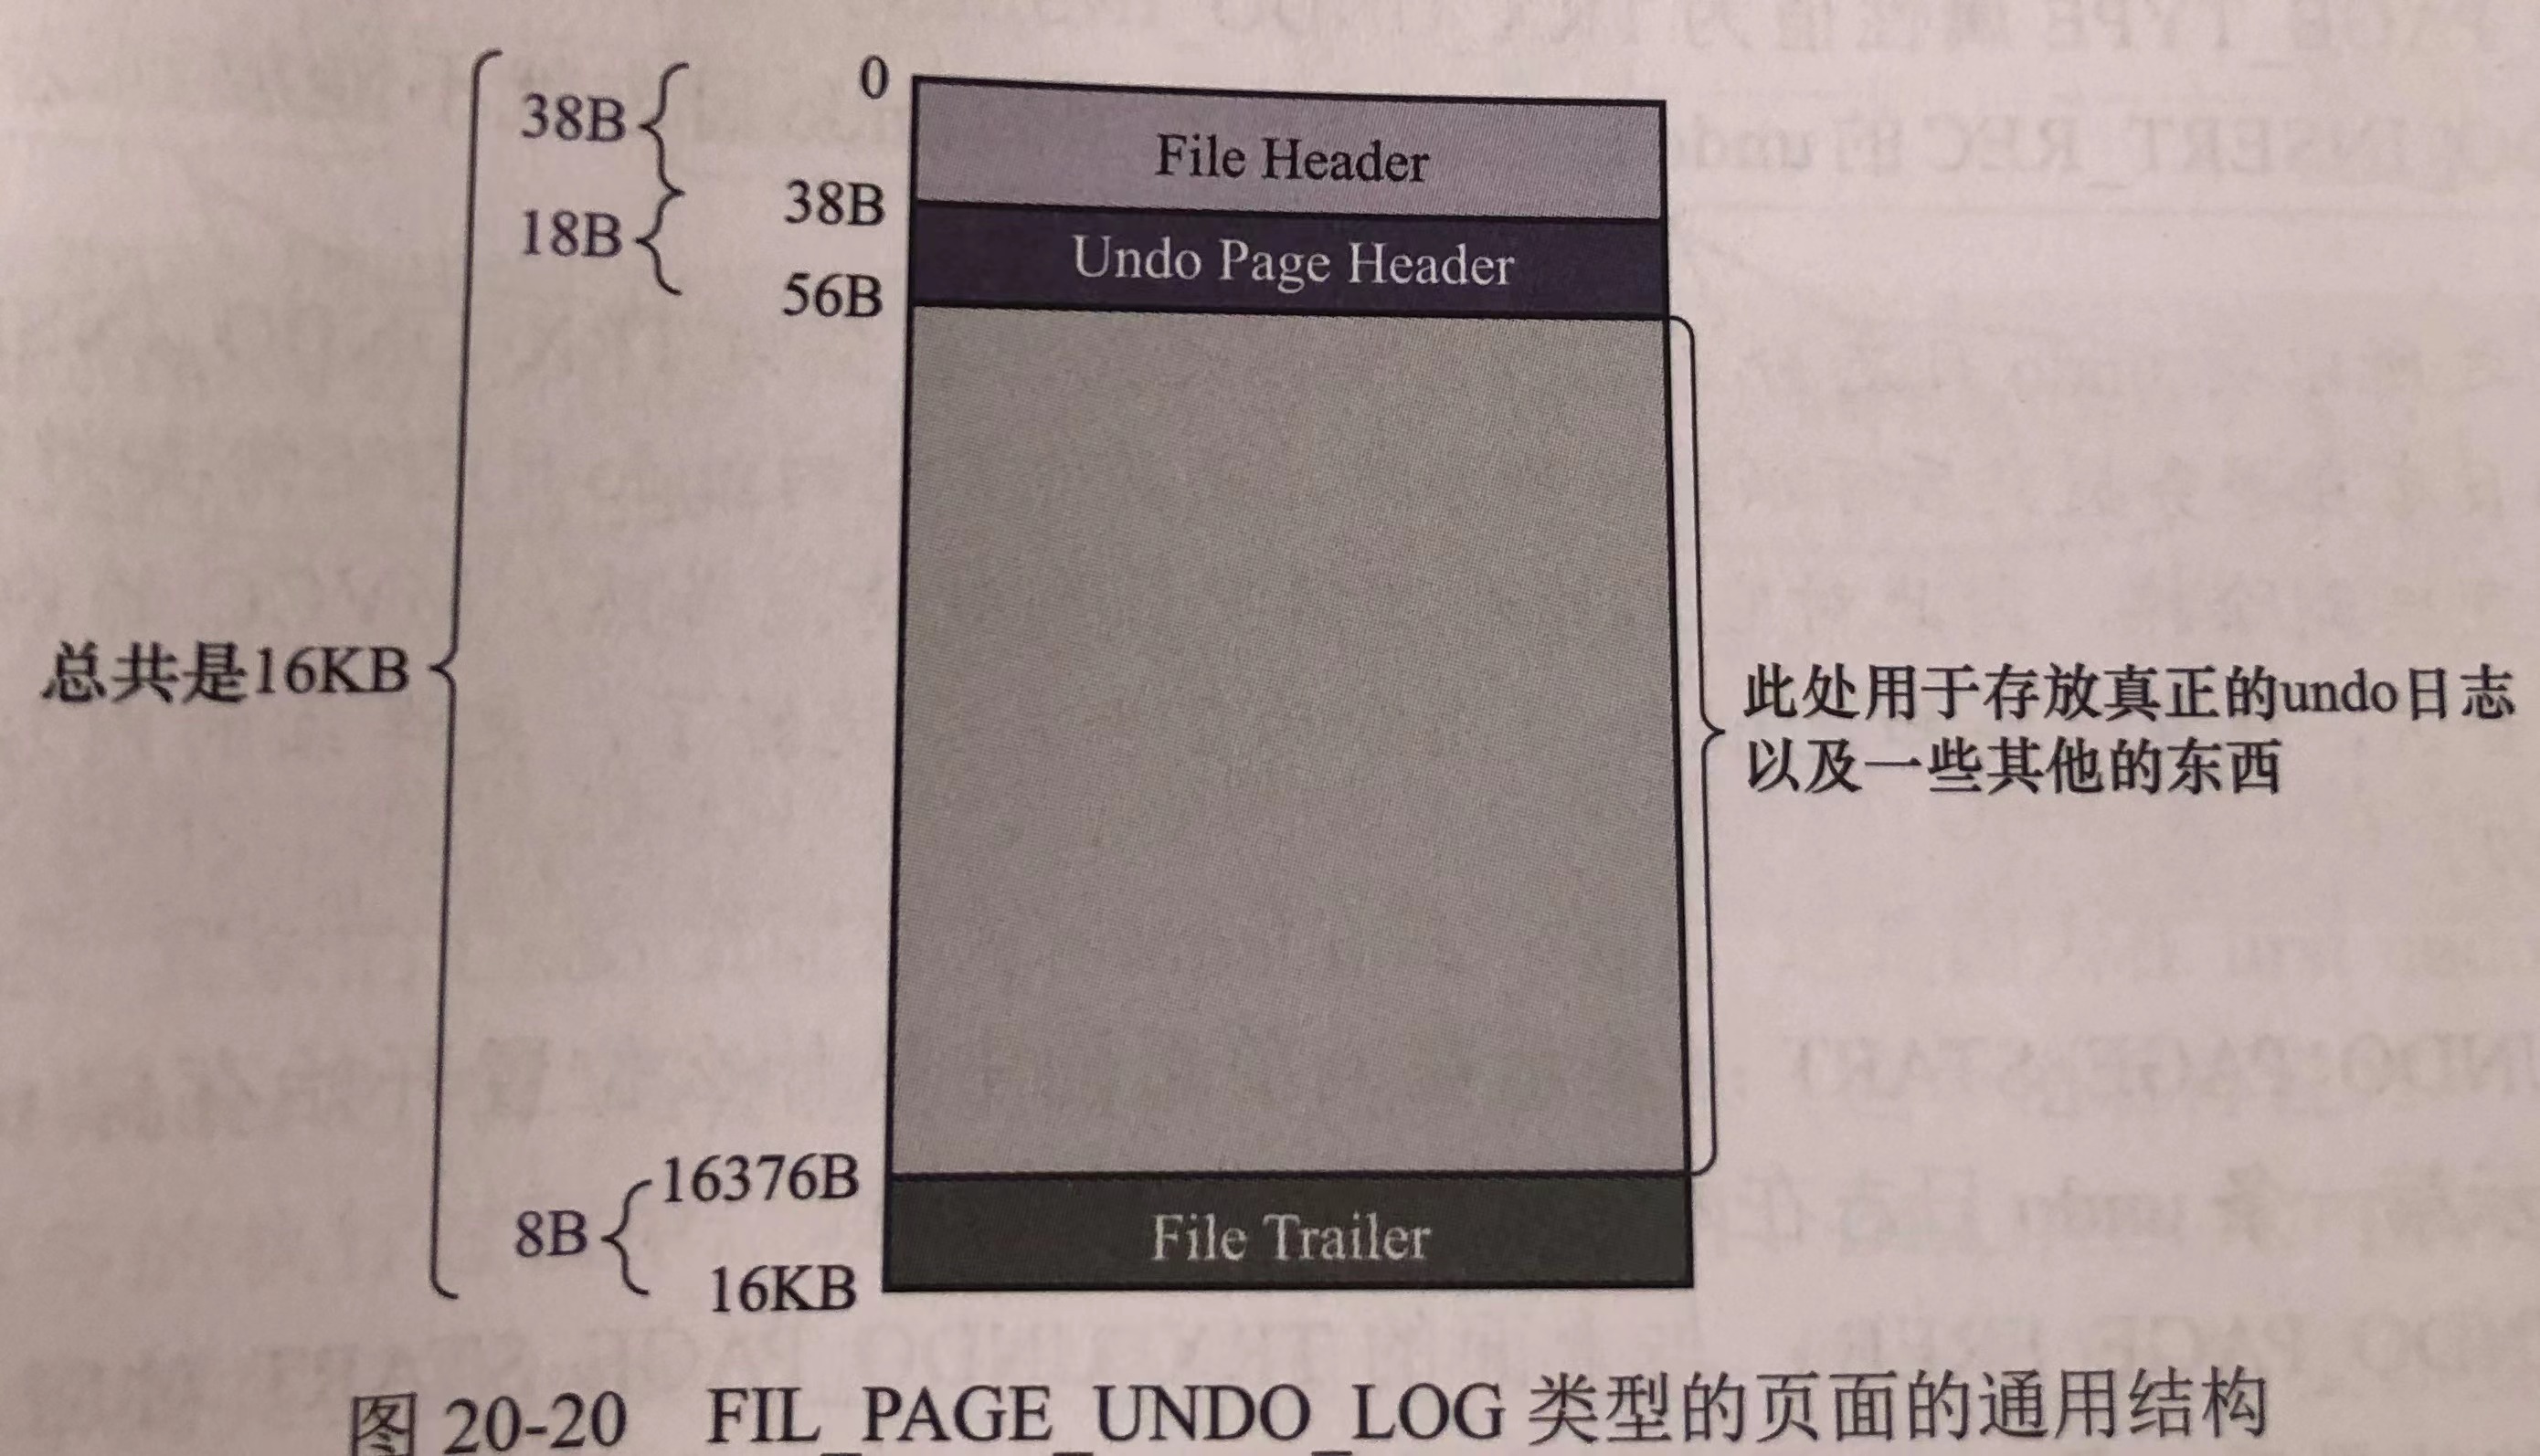 0
38B
File Header
38B
18B
Undo Page Header
56B
总共是16KB
此处用于存放真正的undo日志
以及一些其他的东西
16376B
8B
File Trailer
16KB
图 20-20 FIL_PAGE_UNDO_LOG 类型的页面的通用结构